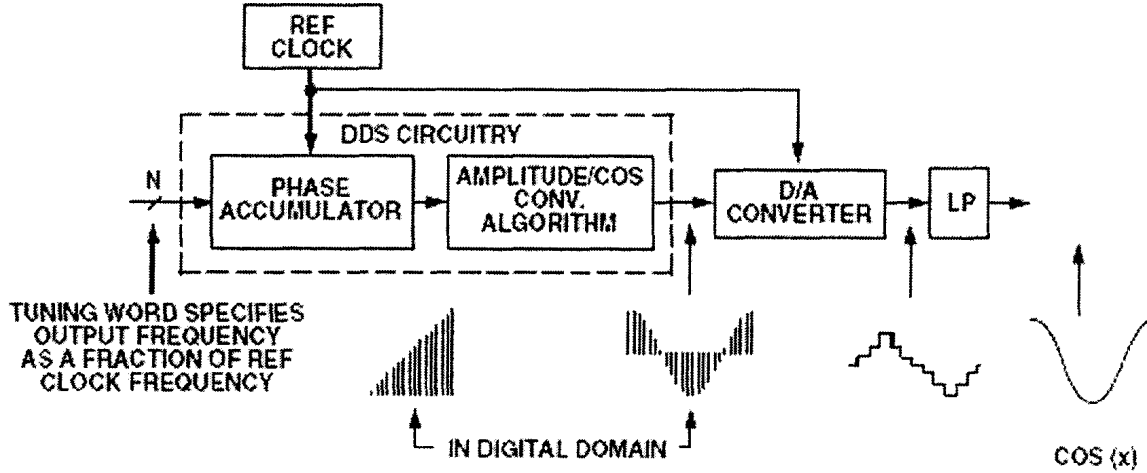 REF
CLOCK
DDS CIRCUITRY
N
PHASE
ACCUMULATOR
AMPLITUDE/COS
CONV.
ALGORITHM
D/A
CONVERTER
LP
TUNING WORD SPECIFIES
OUTPUT FREQUENCY
AS A FRACTION OF REF
CLOCK FREQUENCY
IN DIGITAL DOMAIN
COS (x)